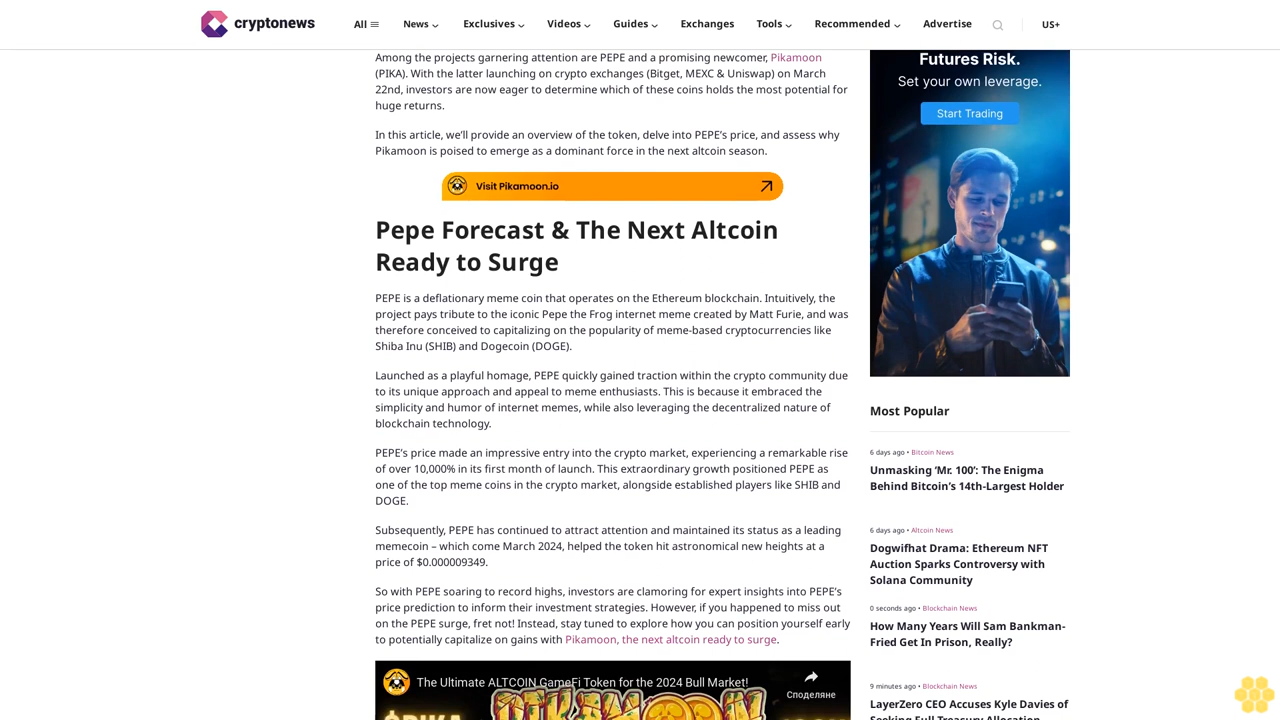 cryptonews
All
News
Exclusives
Videos
Guides
Exchanges
Tools
Recommended
Advertise
US+
Among the projects garnering attention are PEPE and a promising newcomer, Pikamoon
(PIKA). With the latter launching on crypto exchanges (Bitget, MEXC & Uniswap) on March
22nd, investors are now eager to determine which of these coins holds the most potential for
huge returns.
In this article, we’ll provide an overview of the token, delve into PEPE’s price, and assess why
Pikamoon is poised to emerge as a dominant force in the next altcoin season.
Visit Pikamoon.io
Pepe Forecast & The Next Altcoin
Ready to Surge
PEPE is a deflationary meme coin that operates on the Ethereum blockchain. Intuitively, the
project pays tribute to the iconic Pepe the Frog internet meme created by Matt Furie, and was
therefore conceived to capitalizing on the popularity of meme-based cryptocurrencies like
Shiba Inu (SHIB) and Dogecoin (DOGE).
Launched as a playful homage, PEPE quickly gained traction within the crypto community due
to its unique approach and appeal to meme enthusiasts. This is because it embraced the
simplicity and humor of internet memes, while also leveraging the decentralized nature of
blockchain technology.
PEPE’s price made an impressive entry into the crypto market, experiencing a remarkable rise
of over 10,000% in its first month of launch. This extraordinary growth positioned PEPE as
one of the top meme coins in the crypto market, alongside established players like SHIB and
DOGE.
Subsequently, PEPE has continued to attract attention and maintained its status as a leading
memecoin – which come March 2024, helped the token hit astronomical new heights at a
price of $0.000009349.
So with PEPE soaring to record highs, investors are clamoring for expert insights into PEPE’s
price prediction to inform their investment strategies. However, if you happened to miss out
on the PEPE surge, fret not! Instead, stay tuned to explore how you can position yourself early
to potentially capitalize on gains with Pikamoon, the next altcoin ready to surge.
The Ultimate ALTCOIN GameFi Token for the 2024 Bull Market!
Споделяне
Futures Risk.
Set your own leverage.
Start Trading
Most Popular
6 days ago • Bitcoin News
Unmasking ‘Mr. 100’: The Enigma
Behind Bitcoin’s 14th-Largest Holder
6 days ago • Altcoin News
Dogwifhat Drama: Ethereum NFT
Auction Sparks Controversy with
Solana Community
0 seconds ago • Blockchain News
How Many Years Will Sam Bankman-
Fried Get In Prison, Really?
9 minutes ago • Blockchain News
LayerZero CEO Accuses Kyle Davies of
Seeking Full Treasury Allocation